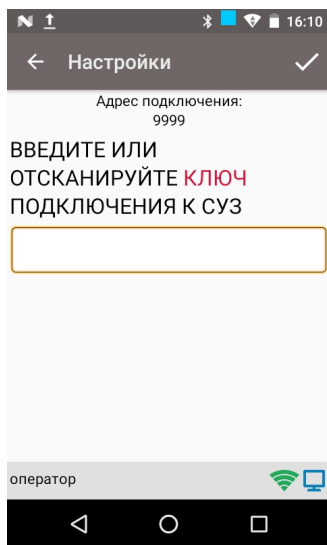 16:10
Настройки
Адрес подключения:
9999
ВВЕДИТЕ ИЛИ
ОТСКАНИРУЙТЕ КЛЮЧ
ПОДКЛЮЧЕНИЯ К СУЗ
оператор